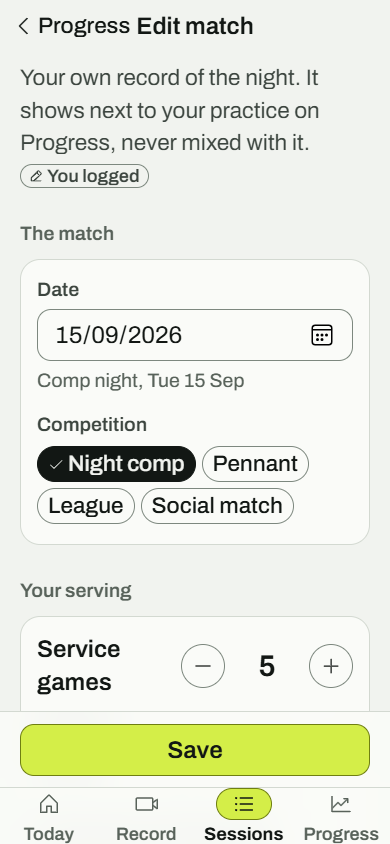 Progress Edit match
Your own record of the night. It
shows next to your practice on
Progress, never mixed with it.
You logged
The match
Date
15/09/2026
Comp night, Tue 15 Sep
Competition
Night comp Pennant
League Social match
Your serving
Service
games
5
Save
Today Record Sessions Progress